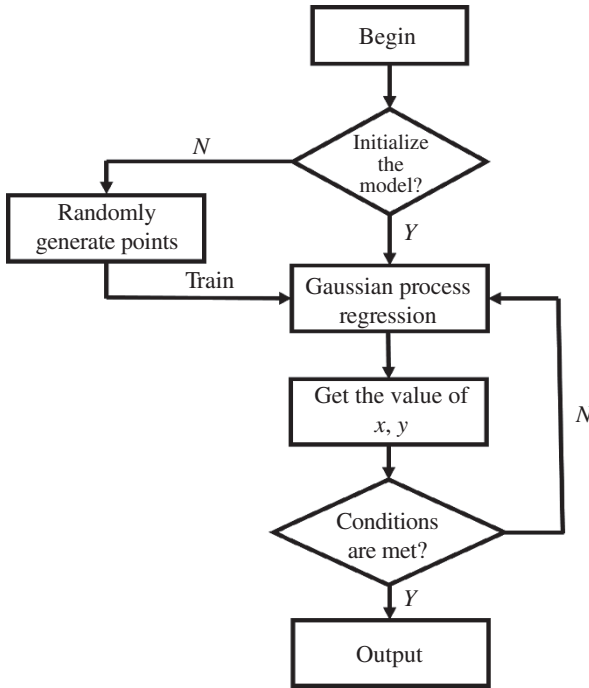 Begin
Initialize
the
model?
N
Y
Randomly
generate points
Train
Gaussian process
regression
Get the value of
x, y
N
Conditions
are met?
Y
Output